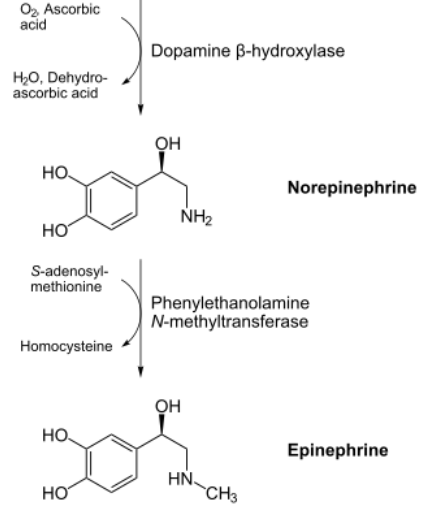 O₂, Ascorbic
acid
Dopamine β-hydroxylase
H₂O, Dehydro-
ascorbic acid
OH
HO
Norepinephrine
NH₂
HO
S-adenosyl-
methionine
Phenylethanolamine
N-methyltransferase
Homocysteine
OH
HO
Epinephrine
HN
CH₃
HO